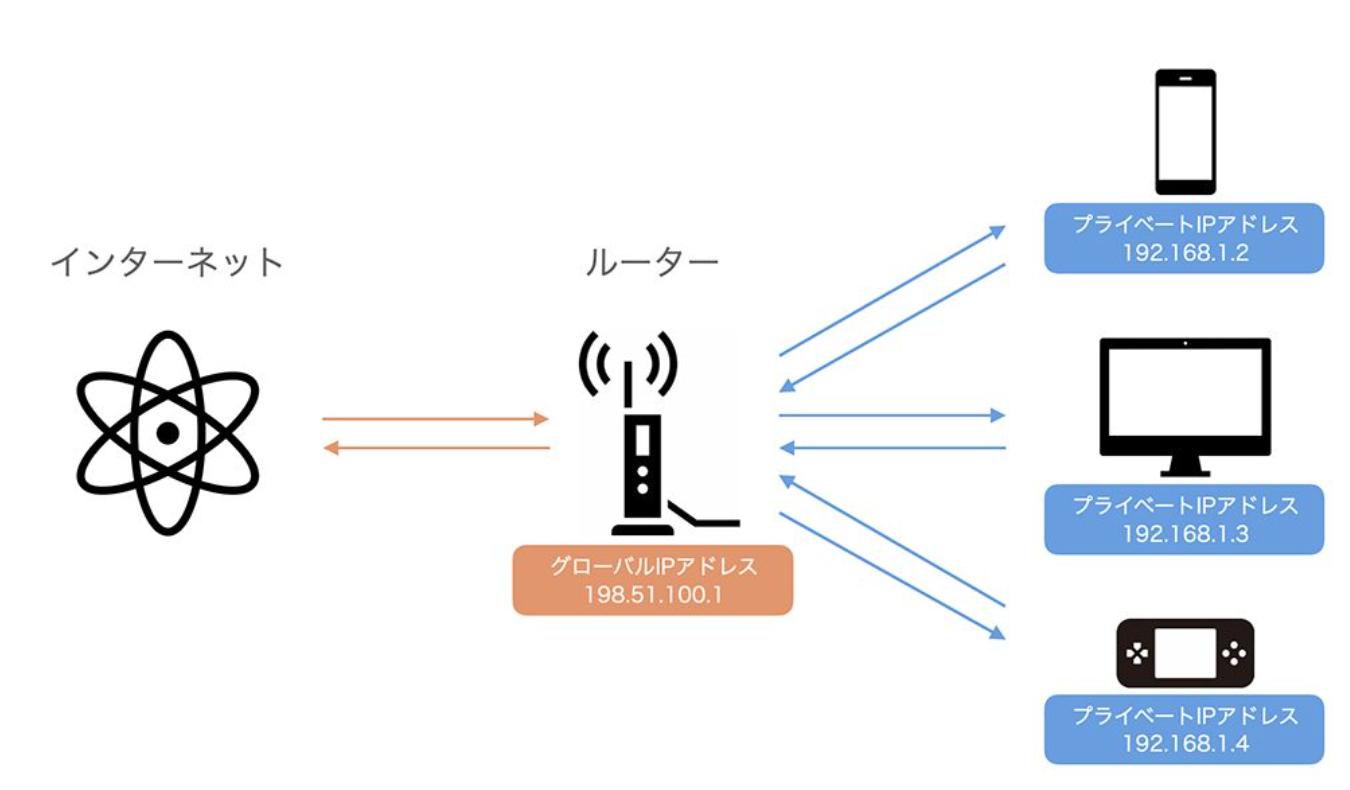 インターネット
ルーター
グローバルIPアドレス
198.51.100.1
プライベートIPアドレス
192.168.1.2
プライベートIPアドレス
192.168.1.3
プライベートIPアドレス
192.168.1.4